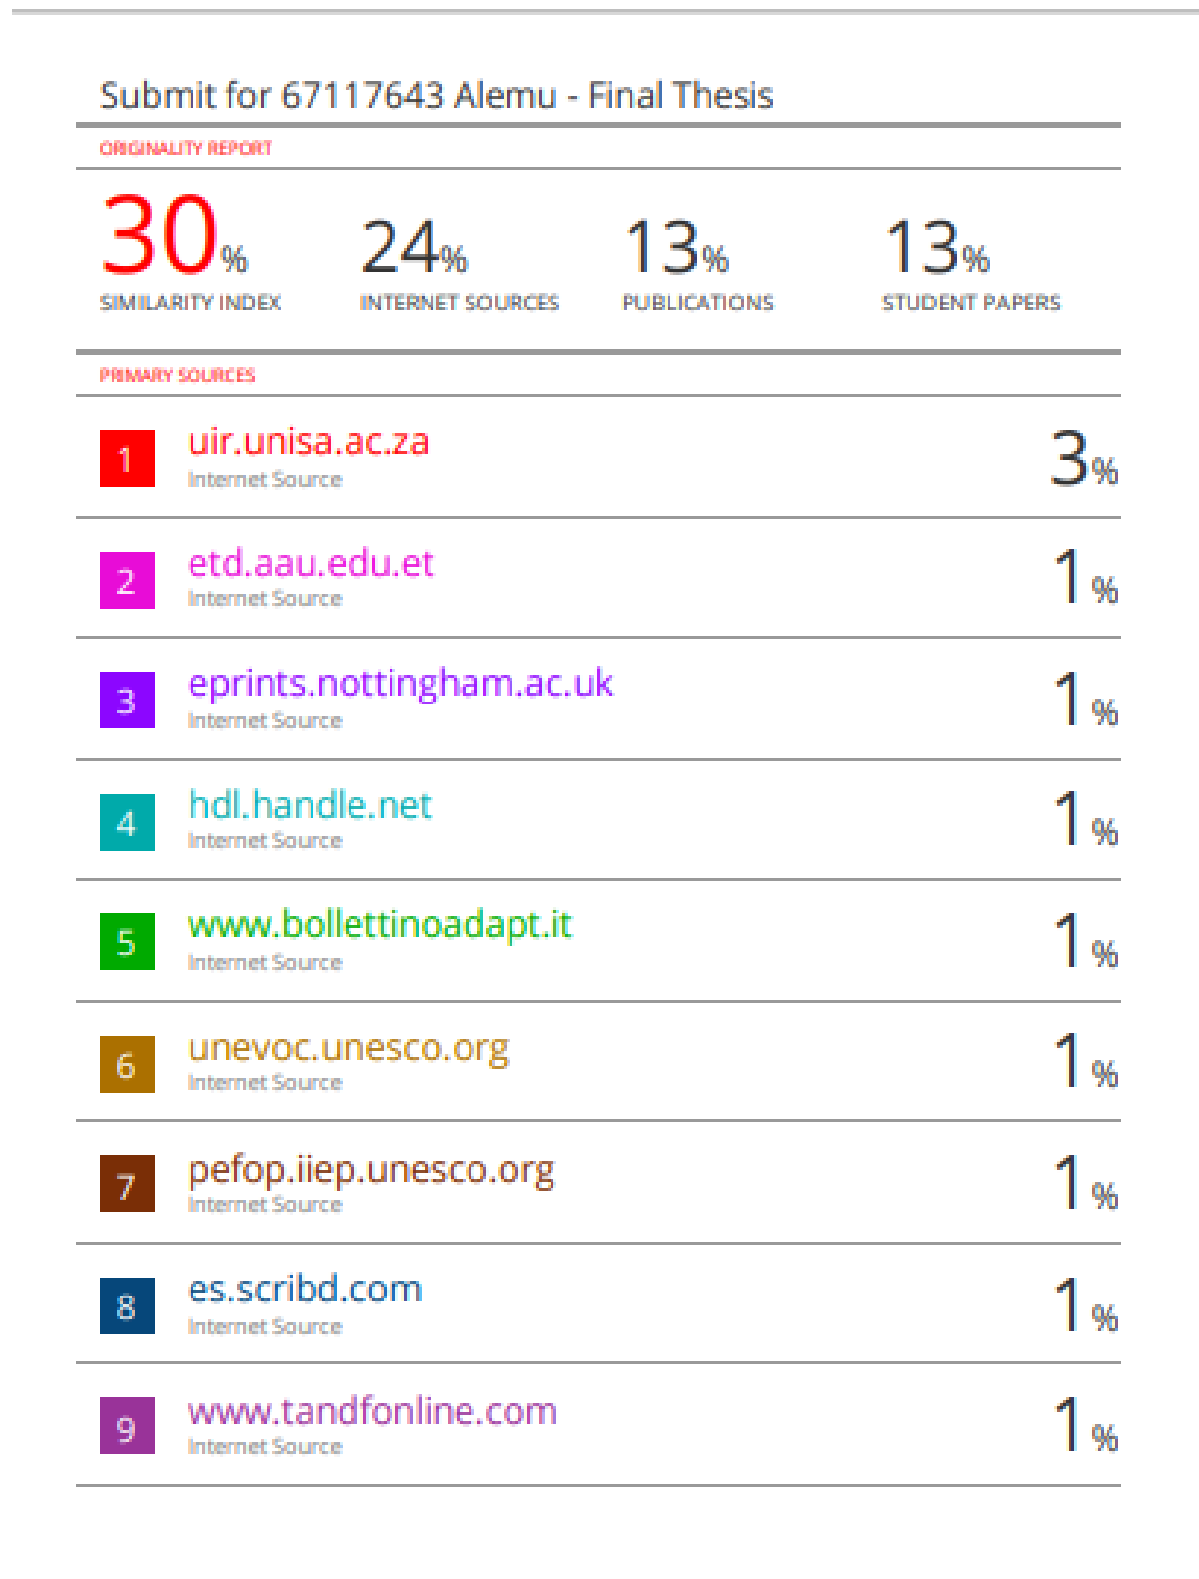 Submit for 67117643 Alemu - Final Thesis
ORIGINALITY REPORT
30% 24% 13% 13%
SIMILARITY INDEX INTERNET SOURCES PUBLICATIONS STUDENT PAPERS
PRIMARY SOURCES
1 uir.unisa.ac.za 3%
Internet Source
2 etd.aau.edu.et 1%
Internet Source
3 eprints.nottingham.ac.uk 1%
Internet Source
4 hdl.handle.net 1%
Internet Source
5 www.bollettinoadapt.it 1%
Internet Source
6 unevoc.unesco.org 1%
Internet Source
7 pefop.iiep.unesco.org 1%
Internet Source
8 es.scribd.com 1%
Internet Source
9 www.tandfonline.com 1%
Internet Source